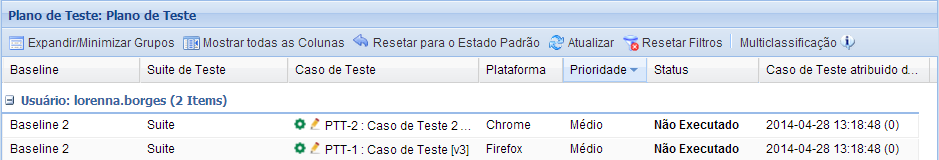 Plano de Teste: Plano de Teste
Expandir/Minimizar Grupos Mostrar todas as Colunas Resetar para o Estado Padrão Atualizar Resetar Filtros Multiclassificação
Baseline Suite de Teste Caso de Teste Plataforma Prioridade Status Caso de Teste atribuido d...
Usuário: lorenna.borges (2 Items)
Baseline 2 Suite PTT-2 : Caso de Teste 2 ... Chrome Médio Não Executado 2014-04-28 13:18:48 (0)
Baseline 2 Suite PTT-1 : Caso de Teste [v3] Firefox Médio Não Executado 2014-04-28 13:18:48 (0)